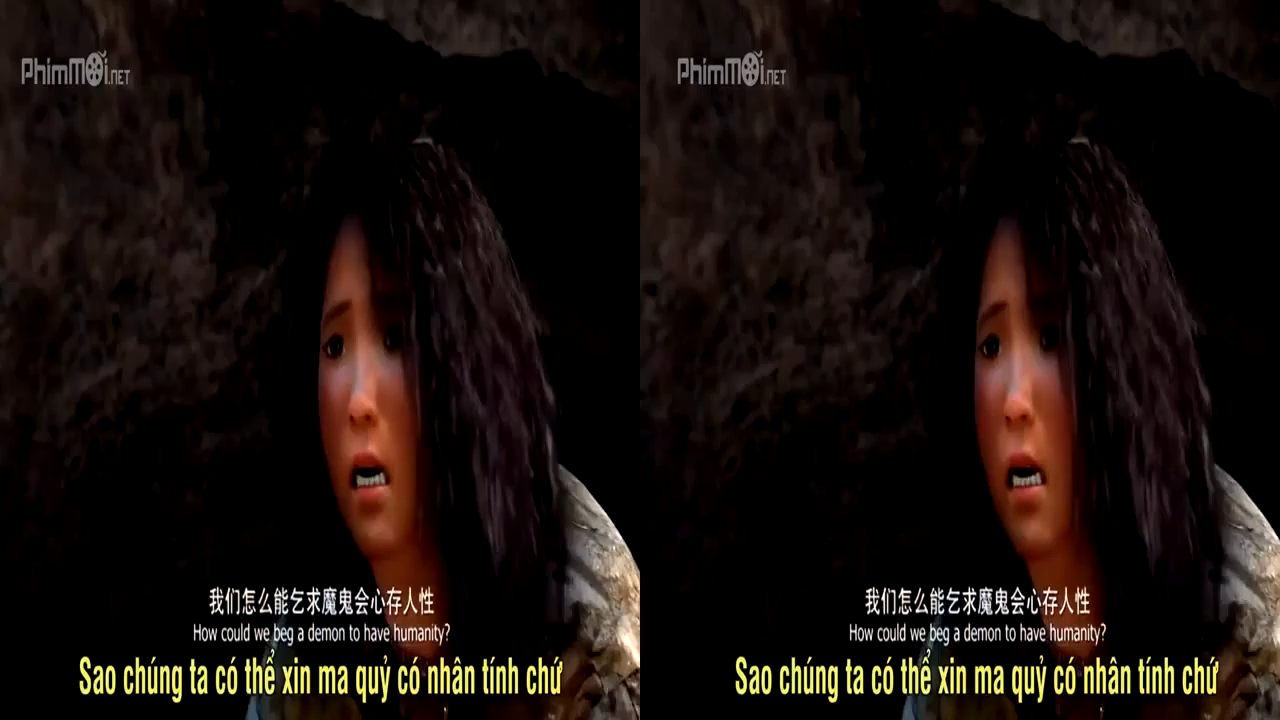 PhimMỗi.NET PhimMỗi.NET
我们怎么能乞求魔鬼会心存人性 我们怎么能乞求魔鬼会心存人性
How could we beg a demon to have humanity? How could we beg a demon to have humanity?
Sao chúng ta có thể xin ma quỷ có nhân tính chứ Sao chúng ta có thể xin ma quỷ có nhân tính chứ